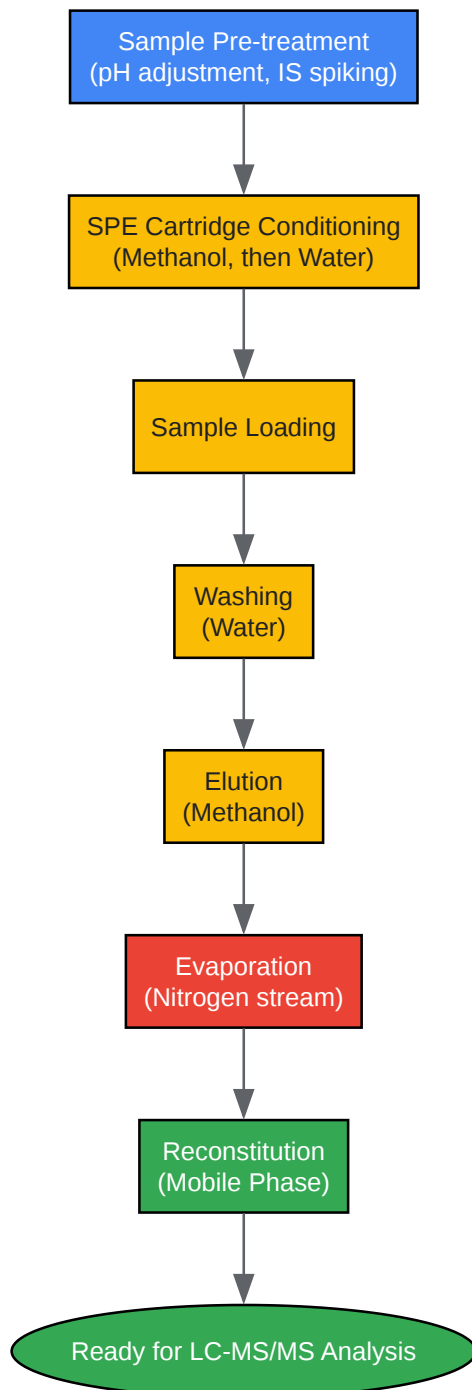 Sample Pre-treatment
(pH adjustment, IS spiking)
SPE Cartridge Conditioning
(Methanol, then Water)
Sample Loading
Washing
(Water)
Elution
(Methanol)
Evaporation
(Nitrogen stream)
Reconstitution
(Mobile Phase)
Ready for LC-MS/MS Analysis